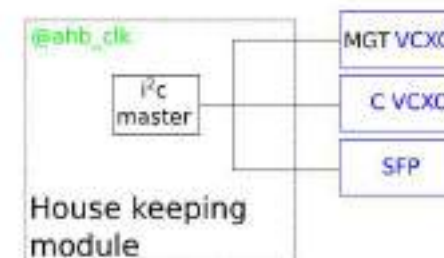 @ahb_clk
MGT VCXO
i²c
master
C VCXO
SFP
House keeping
module